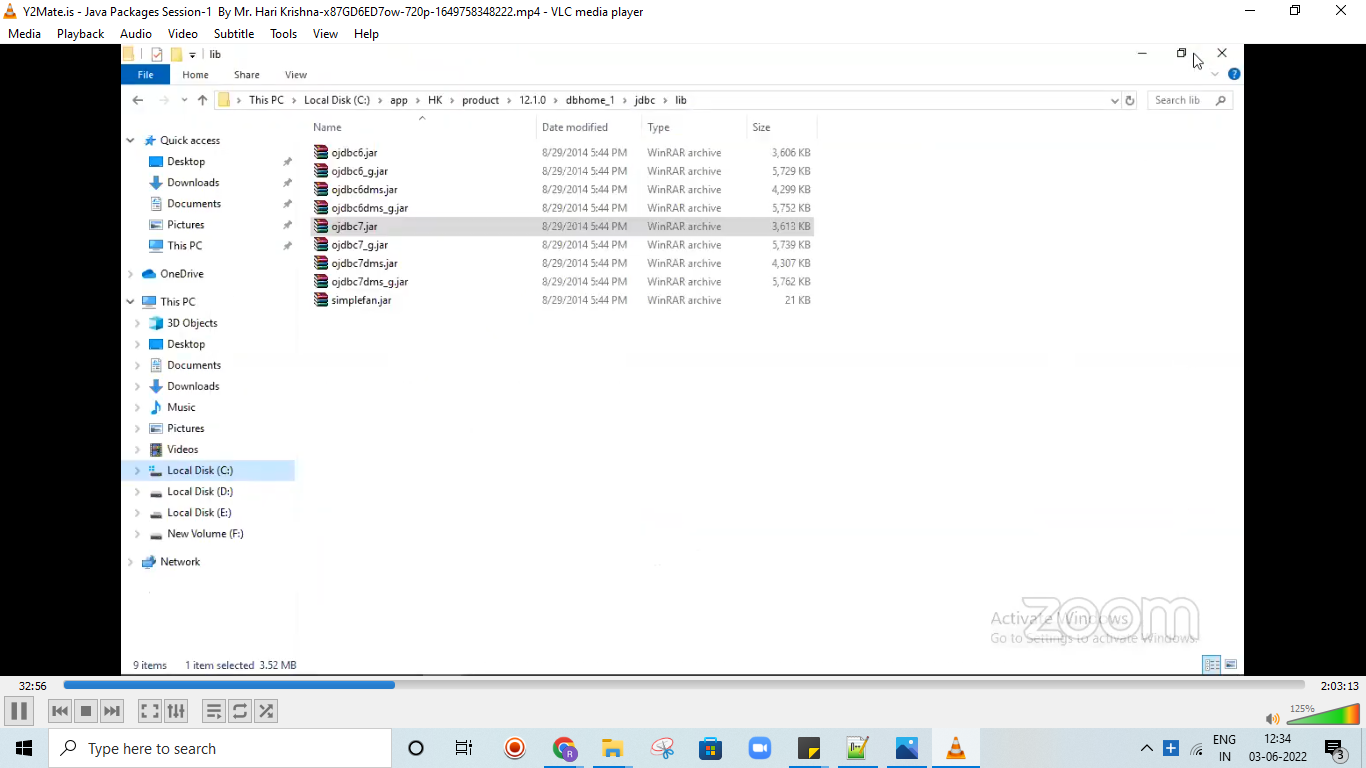 Y2Mate.is - Java Packages Session-1  By Mr. Hari Krishna-x87GD6ED7ow-720p-1649758348222.mp4 - VLC media player
Media Playback Audio Video Subtitle Tools View Help
lib
File Home Share View
This PC > Local Disk (C:) > app > HK > product > 12.1.0 > dbhome_1 > jdbc > lib
Search lib
Name Date modified Type Size
Quick access
Desktop
Downloads
Documents
Pictures
This PC
OneDrive
This PC
3D Objects
Desktop
Documents
Downloads
Music
Pictures
Videos
Local Disk (C:)
Local Disk (D:)
Local Disk (E:)
New Volume (F:)
Network
ojdbc6.jar 8/29/2014 5:44 PM WinRAR archive 3,606 KB
ojdbc6_g.jar 8/29/2014 5:44 PM WinRAR archive 5,729 KB
ojdbc6dms.jar 8/29/2014 5:44 PM WinRAR archive 4,299 KB
ojdbc6dms_g.jar 8/29/2014 5:44 PM WinRAR archive 5,752 KB
ojdbc7.jar 8/29/2014 5:44 PM WinRAR archive 3,613 KB
ojdbc7_g.jar 8/29/2014 5:44 PM WinRAR archive 5,739 KB
ojdbc7dms.jar 8/29/2014 5:44 PM WinRAR archive 4,307 KB
ojdbc7dms_g.jar 8/29/2014 5:44 PM WinRAR archive 5,762 KB
simplefan.jar 8/29/2014 5:44 PM WinRAR archive 21 KB
zoom
Activate Windows
Go to Settings to activate Windows.
9 items 1 item selected 3.52 MB
32:56 2:03:13
125%
Type here to search
ENG 12:34
IN 03-06-2022 3